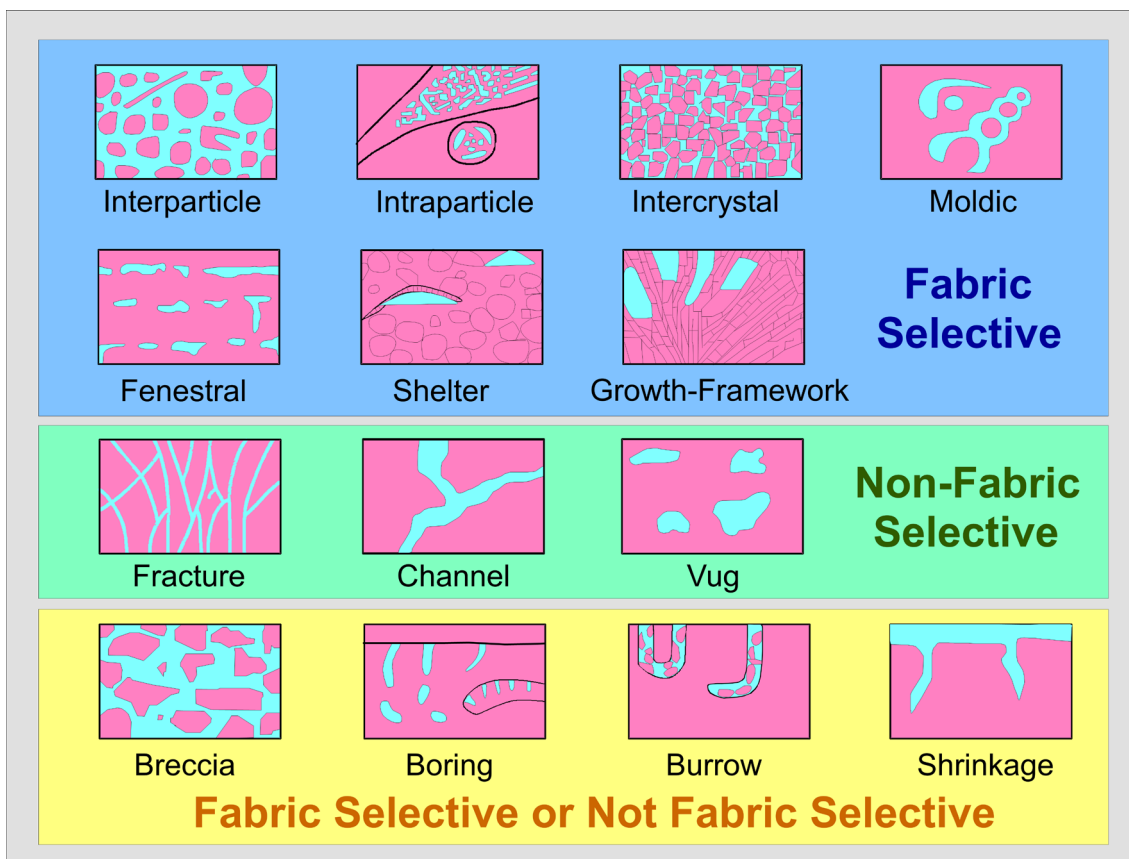 Interparticle
Intraparticle
Intercrystal
Moldic
Fenestral
Shelter
Growth-Framework
Fabric
Selective
Fracture
Channel
Vug
Non-Fabric
Selective
Breccia
Boring
Burrow
Shrinkage
Fabric Selective or Not Fabric Selective